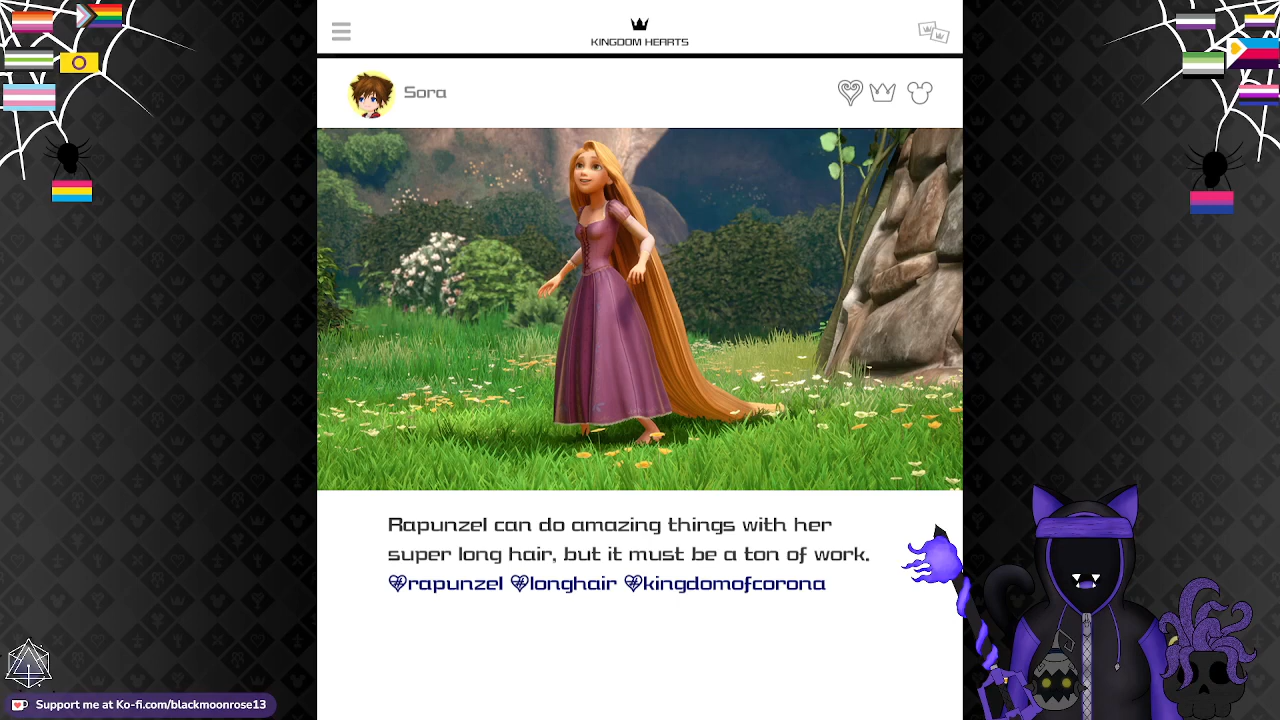 KINGDOM HEARTS
Sora
Rapunzel can do amazing things with her
super long hair, but it must be a ton of work.
rapunzel longhair kingdomofcorona
Support me at Ko-fi.com/blackmoonrose13